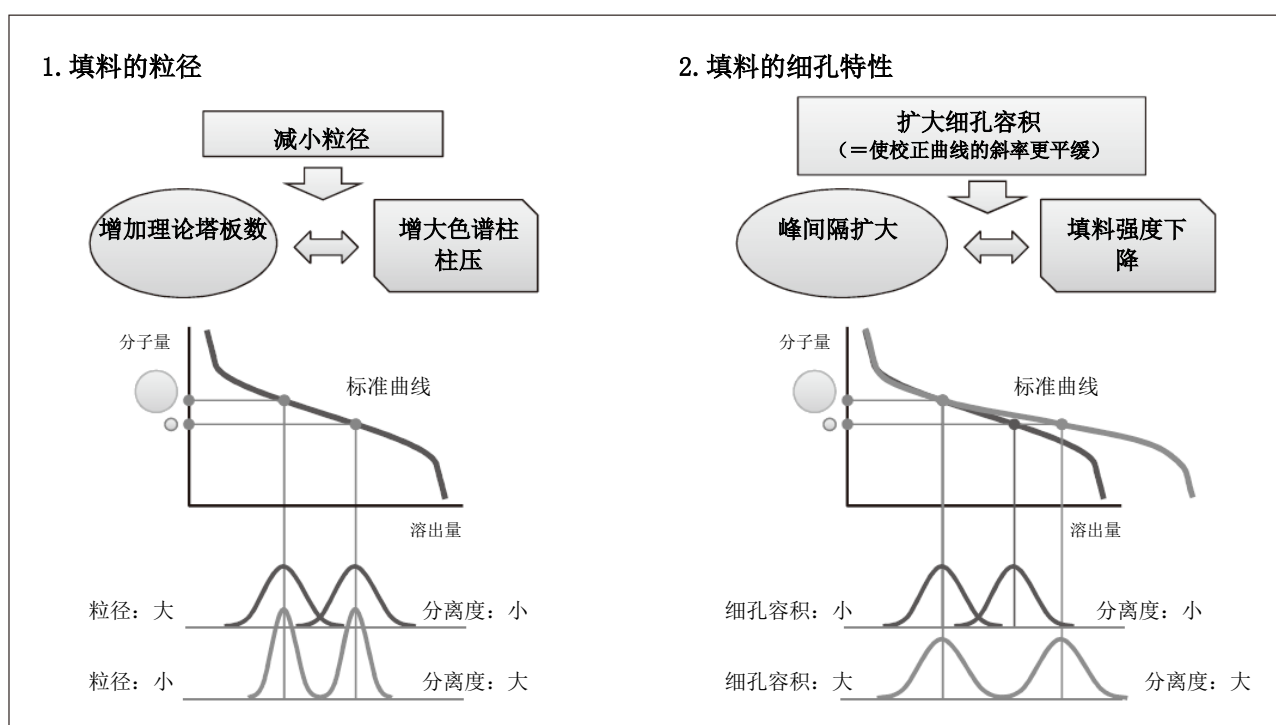 1.填料的粒径
减小粒径
增加理论塔板数
增大色谱柱
柱压
分子量
标准曲线
溶出量
粒径：大
分离度：小
粒径：小
分离度：大
2.填料的细孔特性
扩大细孔容积
（＝使校正曲线的斜率更平缓）
峰间隔扩大
填料强度下
降
分子量
标准曲线
溶出量
细孔容积：小
分离度：小
细孔容积：大
分离度：大